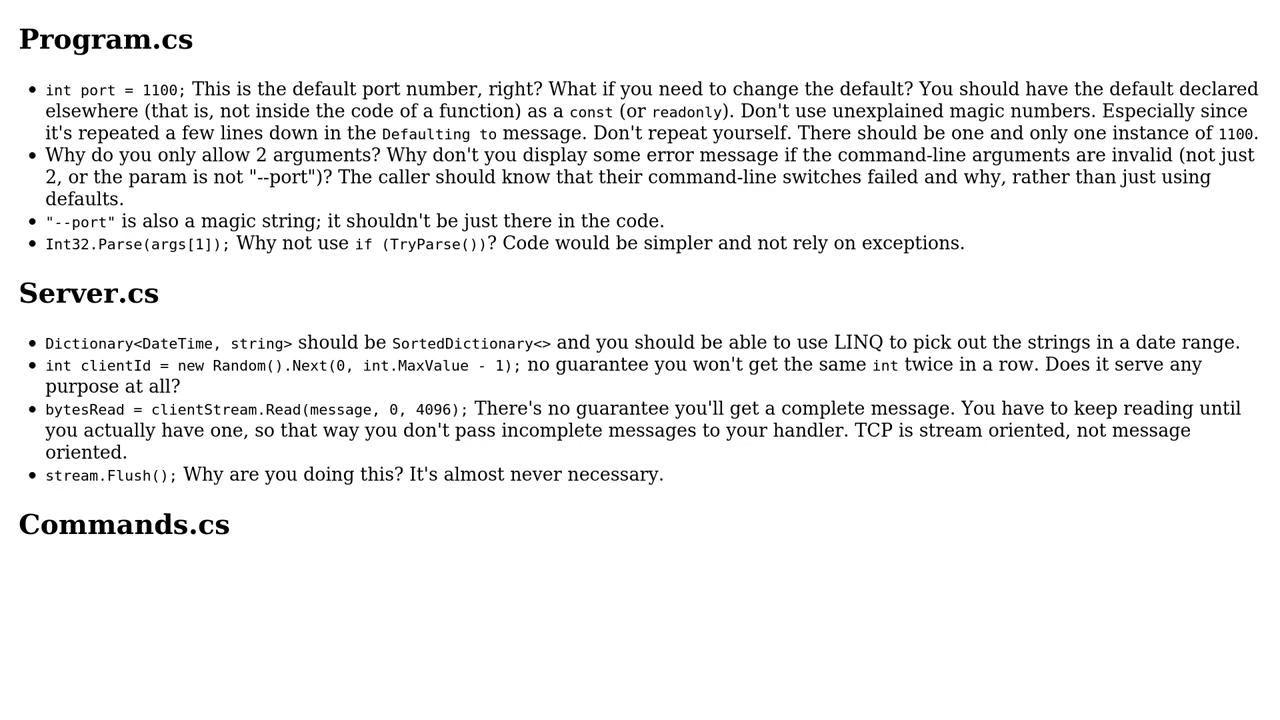 Program.cs
• int port = 1100; This is the default port number, right? What if you need to change the default? You should have the default declared
elsewhere (that is, not inside the code of a function) as a const (or readonly). Don't use unexplained magic numbers. Especially since
it's repeated a few lines down in the Defaulting to message. Don't repeat yourself. There should be one and only one instance of 1100.
• Why do you only allow 2 arguments? Why don't you display some error message if the command-line arguments are invalid (not just
2, or the param is not "--port")? The caller should know that their command-line switches failed and why, rather than just using
defaults.
• "--port" is also a magic string; it shouldn't be just there in the code.
• Int32.Parse(args[1]); Why not use if (TryParse())? Code would be simpler and not rely on exceptions.
Server.cs
• Dictionary<DateTime, string> should be SortedDictionary<> and you should be able to use LINQ to pick out the strings in a date range.
• int clientId = new Random().Next(0, int.MaxValue - 1); no guarantee you won't get the same int twice in a row. Does it serve any
purpose at all?
• bytesRead = clientStream.Read(message, 0, 4096); There's no guarantee you'll get a complete message. You have to keep reading until
you actually have one, so that way you don't pass incomplete messages to your handler. TCP is stream oriented, not message
oriented.
• stream.Flush(); Why are you doing this? It's almost never necessary.
Commands.cs